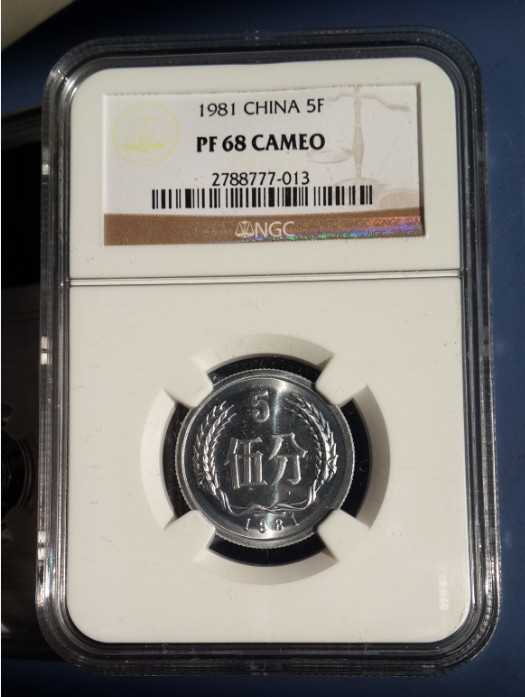 1981 CHINA 5F
PF 68 CAMEO
2788777-013
NGC
5
伍分
1981